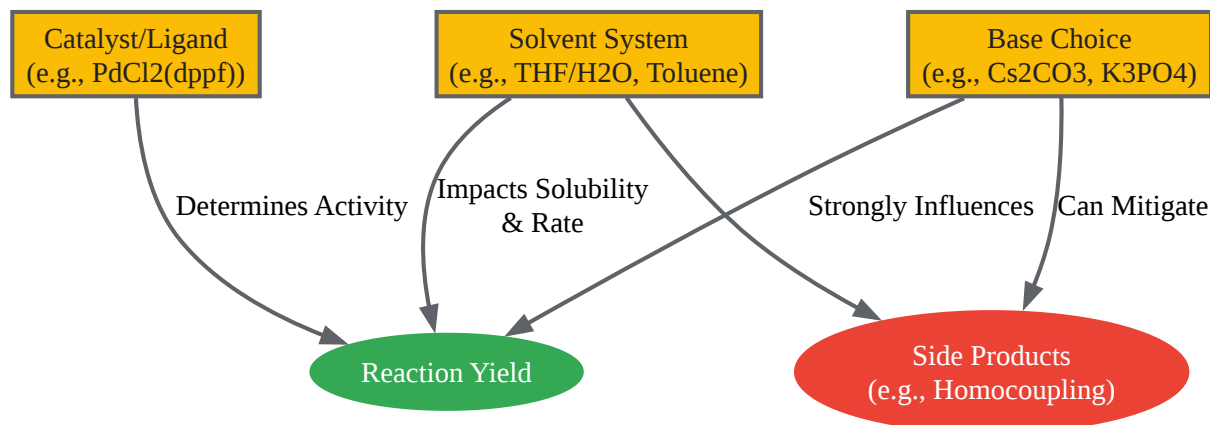 Catalyst/Ligand
(e.g., PdCl2(dppf))
Solvent System
(e.g., THF/H2O, Toluene)
Base Choice
(e.g., Cs2CO3, K3PO4)
Determines Activity
Impacts Solubility
& Rate
Strongly Influences
Can Mitigate
Reaction Yield
Side Products
(e.g., Homocoupling)